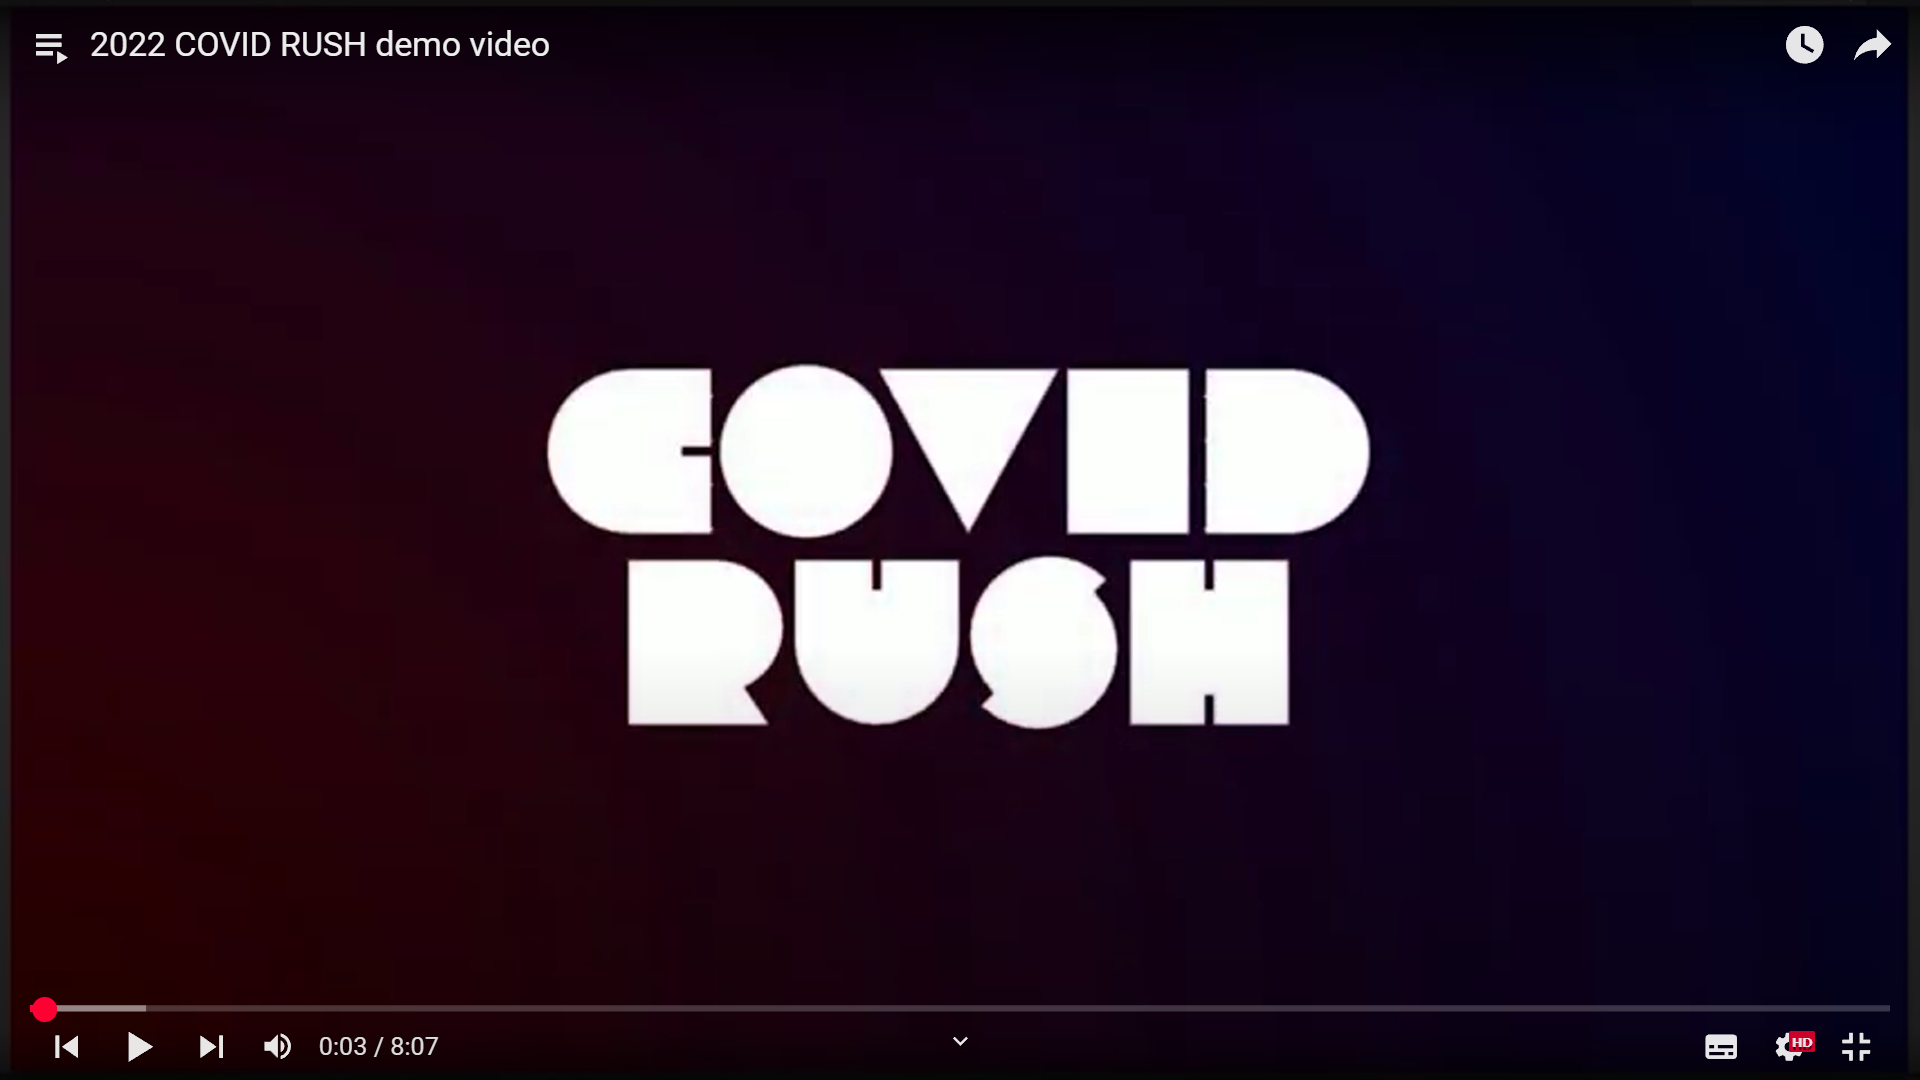 2022 COVID RUSH demo video
COVID
RUSH
0:03 / 8:07
HD